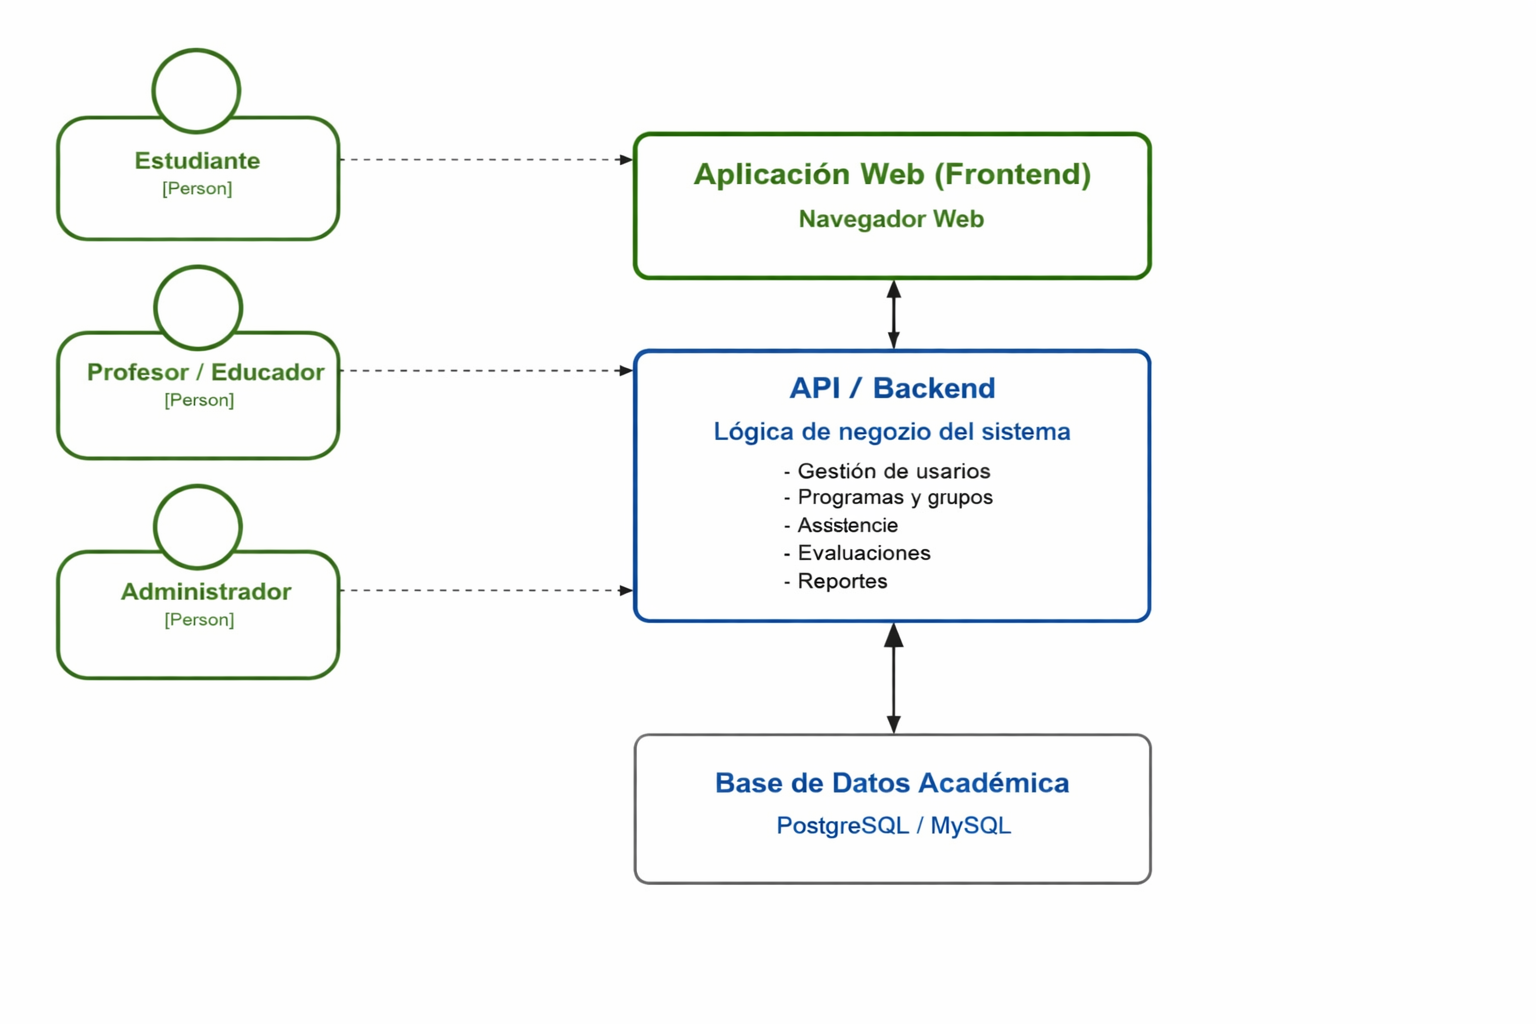 Estudiante
[Person]
Profesor / Educador
[Person]
Administrador
[Person]
Aplicación Web (Frontend)
Navegador Web
API / Backend
Lógica de negozio del sistema
- Gestión de usarios
- Programas y grupos
- Assistencie
- Evaluaciones
- Reportes
Base de Datos Académica
PostgreSQL / MySQL